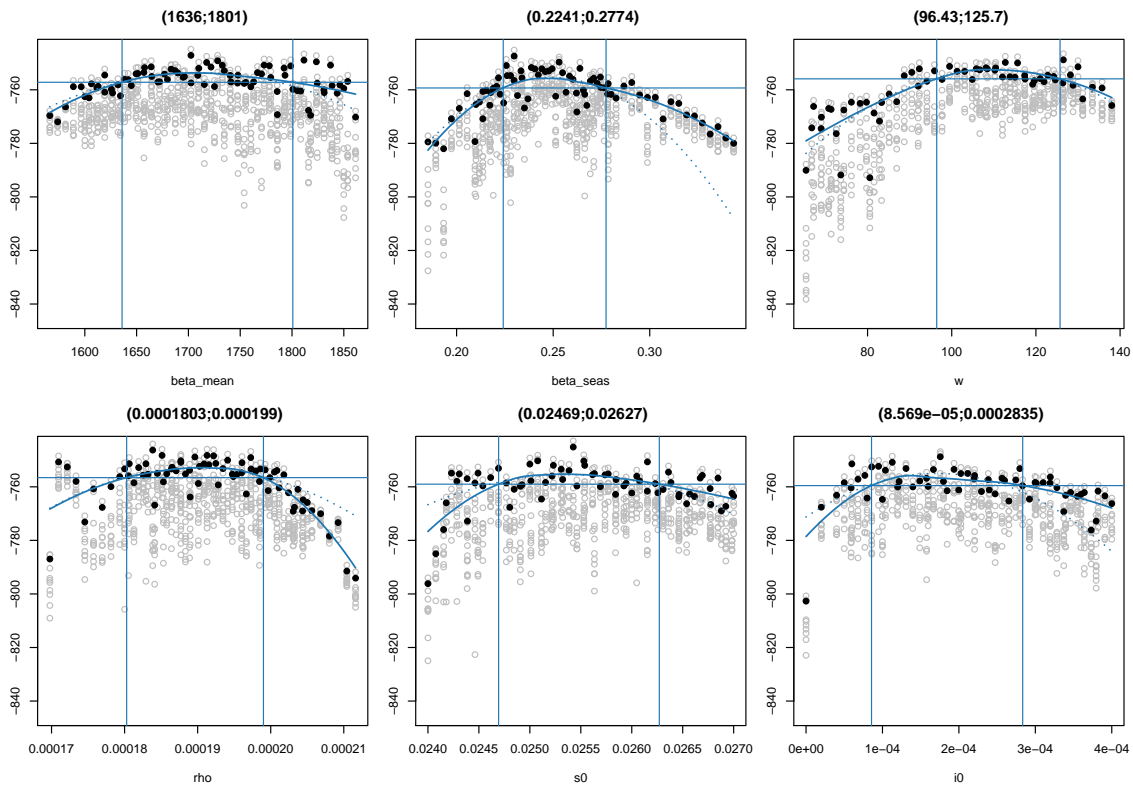 (1636;1801)
(0.2241;0.2774)
(96.43;125.7)
−760
−780
−800
−820
−840
1600 1650 1700 1750 1800 1850
beta_mean
−760
−780
−800
−820
−840
0.20 0.25 0.30
beta_seas
−760
−780
−800
−820
−840
80 100 120 140
w
(0.0001803;0.000199)
(0.02469;0.02627)
(8.569e−05;0.0002835)
−760
−780
−800
−820
−840
0.00017 0.00018 0.00019 0.00020 0.00021
rho
−760
−780
−800
−820
−840
0.0240 0.0245 0.0250 0.0255 0.0260 0.0265 0.0270
s0
−760
−780
−800
−820
−840
0e+00 1e−04 2e−04 3e−04 4e−04
i0